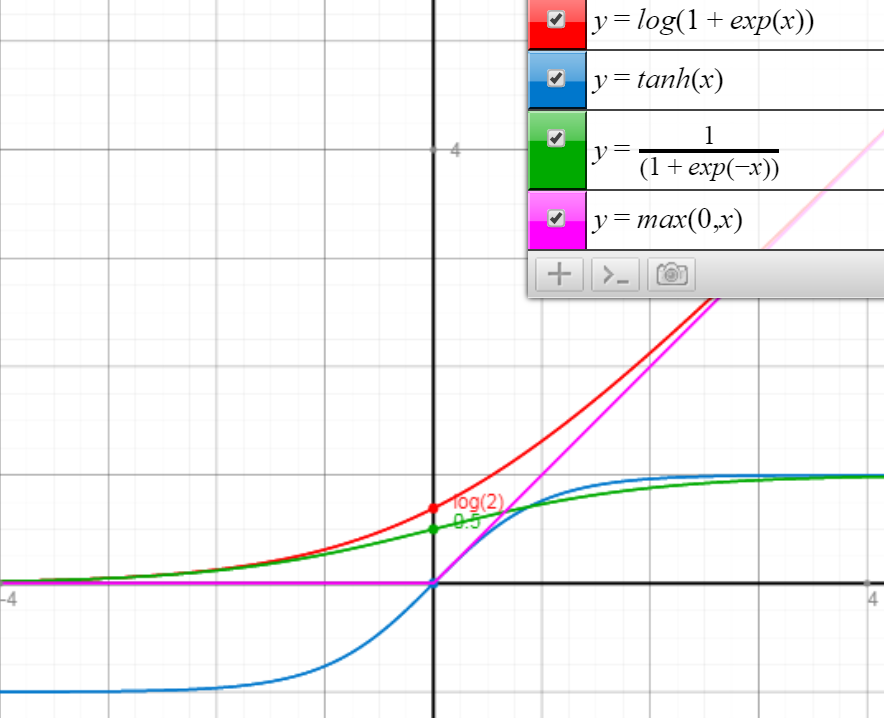 y = log(1 + exp(x))
y = tanh(x)
y = 1 / (1 + exp(−x))
y = max(0,x)
4
log(2)
0.5
-4
4